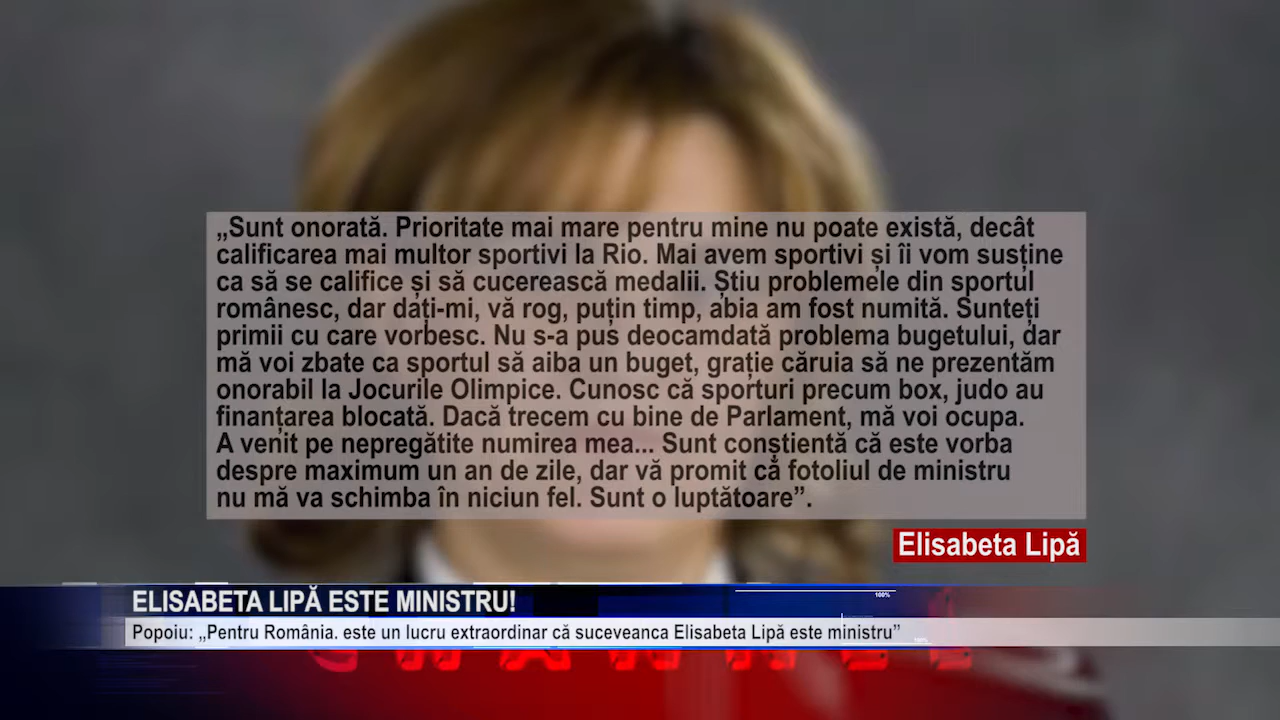 „Sunt onorată. Prioritate mai mare pentru mine nu poate există, decât
calificarea mai multor sportivi la Rio. Mai avem sportivi și îi vom susține
ca să se califice și să cucerească medalii. Știu problemele din sportul
românesc, dar dați-mi, vă rog, puțin timp, abia am fost numită. Sunteți
primii cu care vorbesc. Nu s-a pus deocamdată problema bugetului, dar
mă voi zbate ca sportul să aiba un buget, grație căruia să ne prezentăm
onorabil la Jocurile Olimpice. Cunosc că sporturi precum box, judo au
finanțarea blocată. Dacă trecem cu bine de Parlament, mă voi ocupa.
A venit pe nepregătite numirea mea... Sunt conștientă că este vorba
despre maximum un an de zile, dar vă promit că fotoliul de ministru
nu mă va schimba în niciun fel. Sunt o luptătoare”.
Elisabeta Lipă
ELISABETA LIPĂ ESTE MINISTRU!
100%
Popoiu: „Pentru România. este un lucru extraordinar că suceveanca Elisabeta Lipă este ministru”
100%